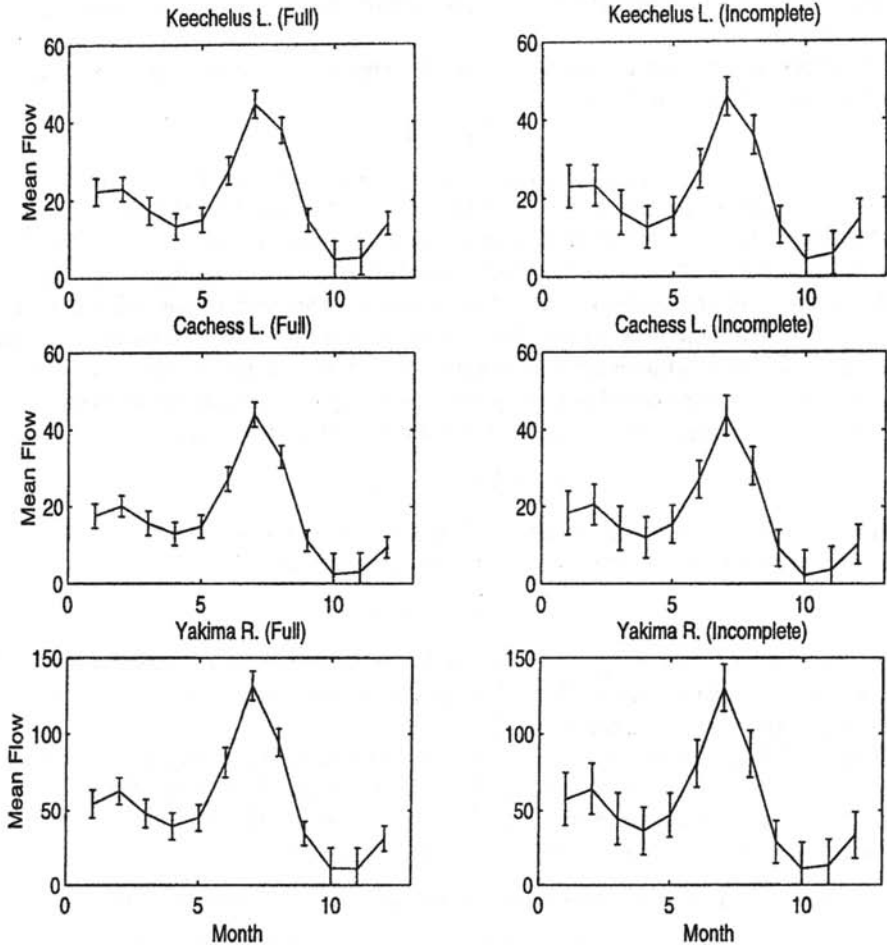 Keechelus L. (Full)
60
40
20
0
Mean Flow
0 5 10
Keechelus L. (Incomplete)
60
40
20
0
0 5 10
Cachess L. (Full)
60
40
20
0
Mean Flow
0 5 10
Cachess L. (Incomplete)
60
40
20
0
0 5 10
Yakima R. (Full)
150
100
50
0
Mean Flow
0 5 10
Month
Yakima R. (Incomplete)
150
100
50
0
0 5 10
Month